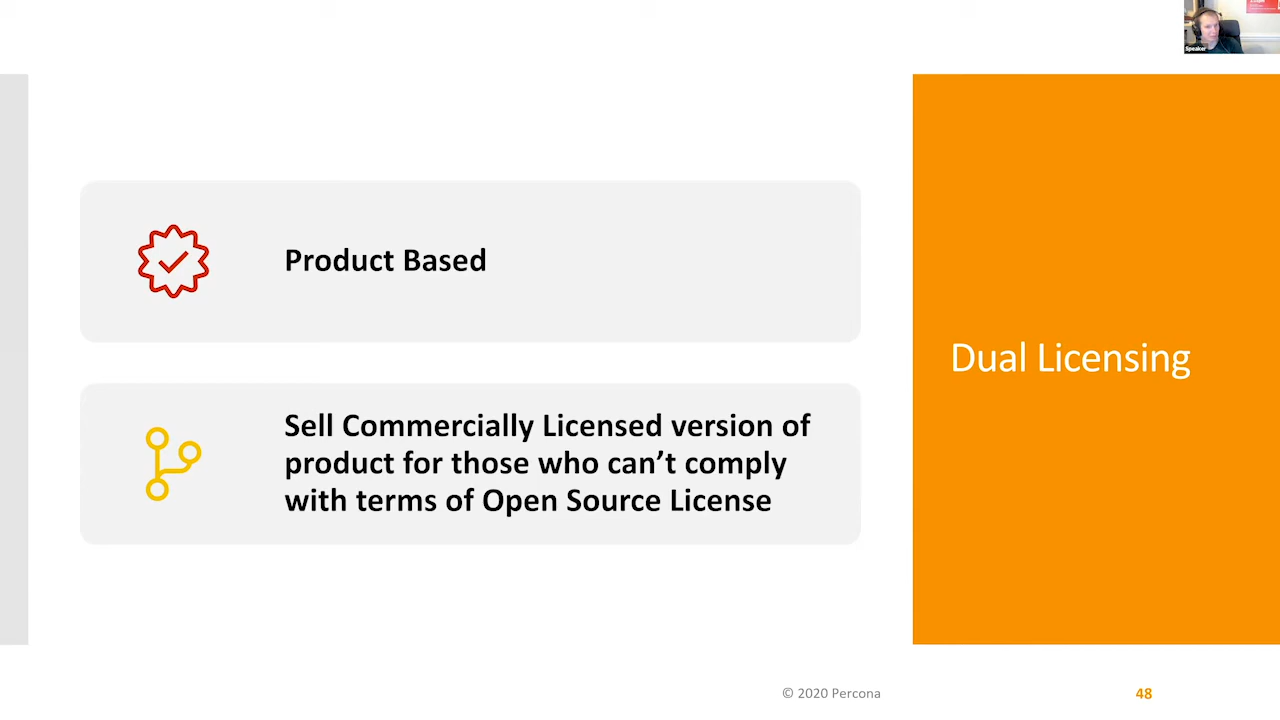 Speaker
Product Based
Sell Commercially Licensed version of
product for those who can’t comply
with terms of Open Source License
Dual Licensing
© 2020 Percona
48